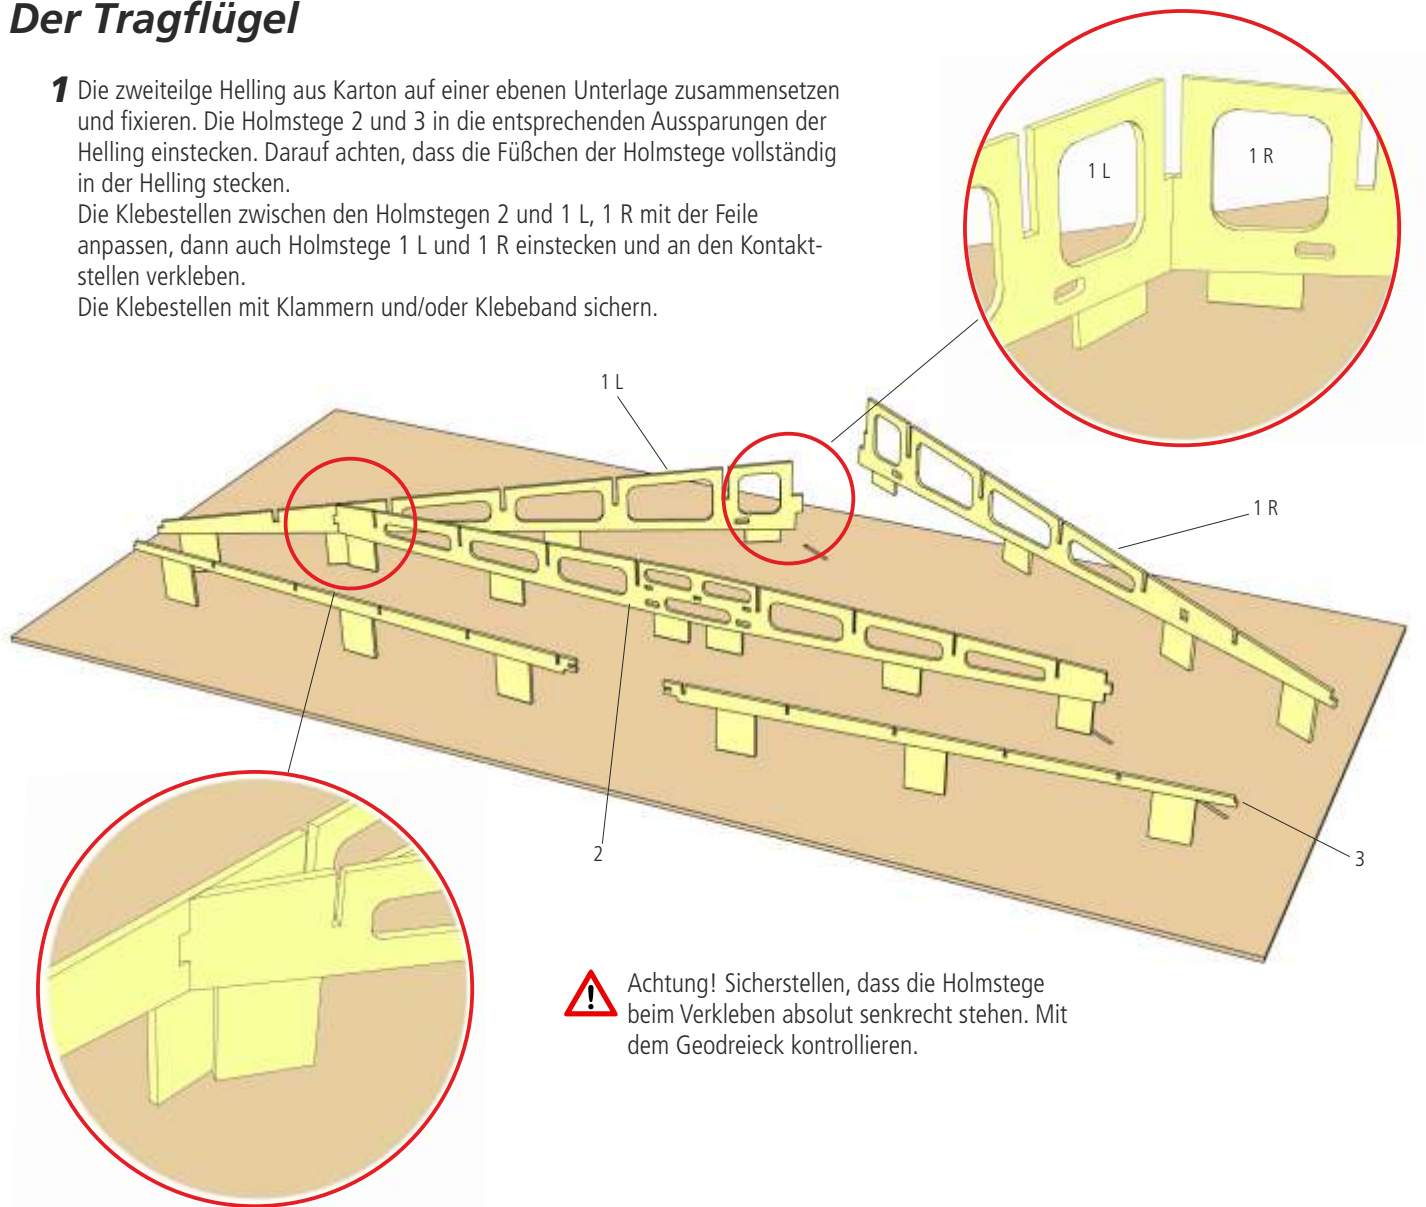 Der Tragflügel
1 Die zweiteilge Helling aus Karton auf einer ebenen Unterlage zusammensetzen
und fixieren. Die Holmstege 2 und 3 in die entsprechenden Aussparungen der
Helling einstecken. Darauf achten, dass die Füßchen der Holmstege vollständig
in der Helling stecken.
Die Klebestellen zwischen den Holmstegen 2 und 1 L, 1 R mit der Feile
anpassen, dann auch Holmstege 1 L und 1 R einstecken und an den Kontakt-
stellen verkleben.
Die Klebestellen mit Klammern und/oder Klebeband sichern.
1 L
1 R
1 L
1 R
2
3
Achtung! Sicherstellen, dass die Holmstege
beim Verkleben absolut senkrecht stehen. Mit
dem Geodreieck kontrollieren.